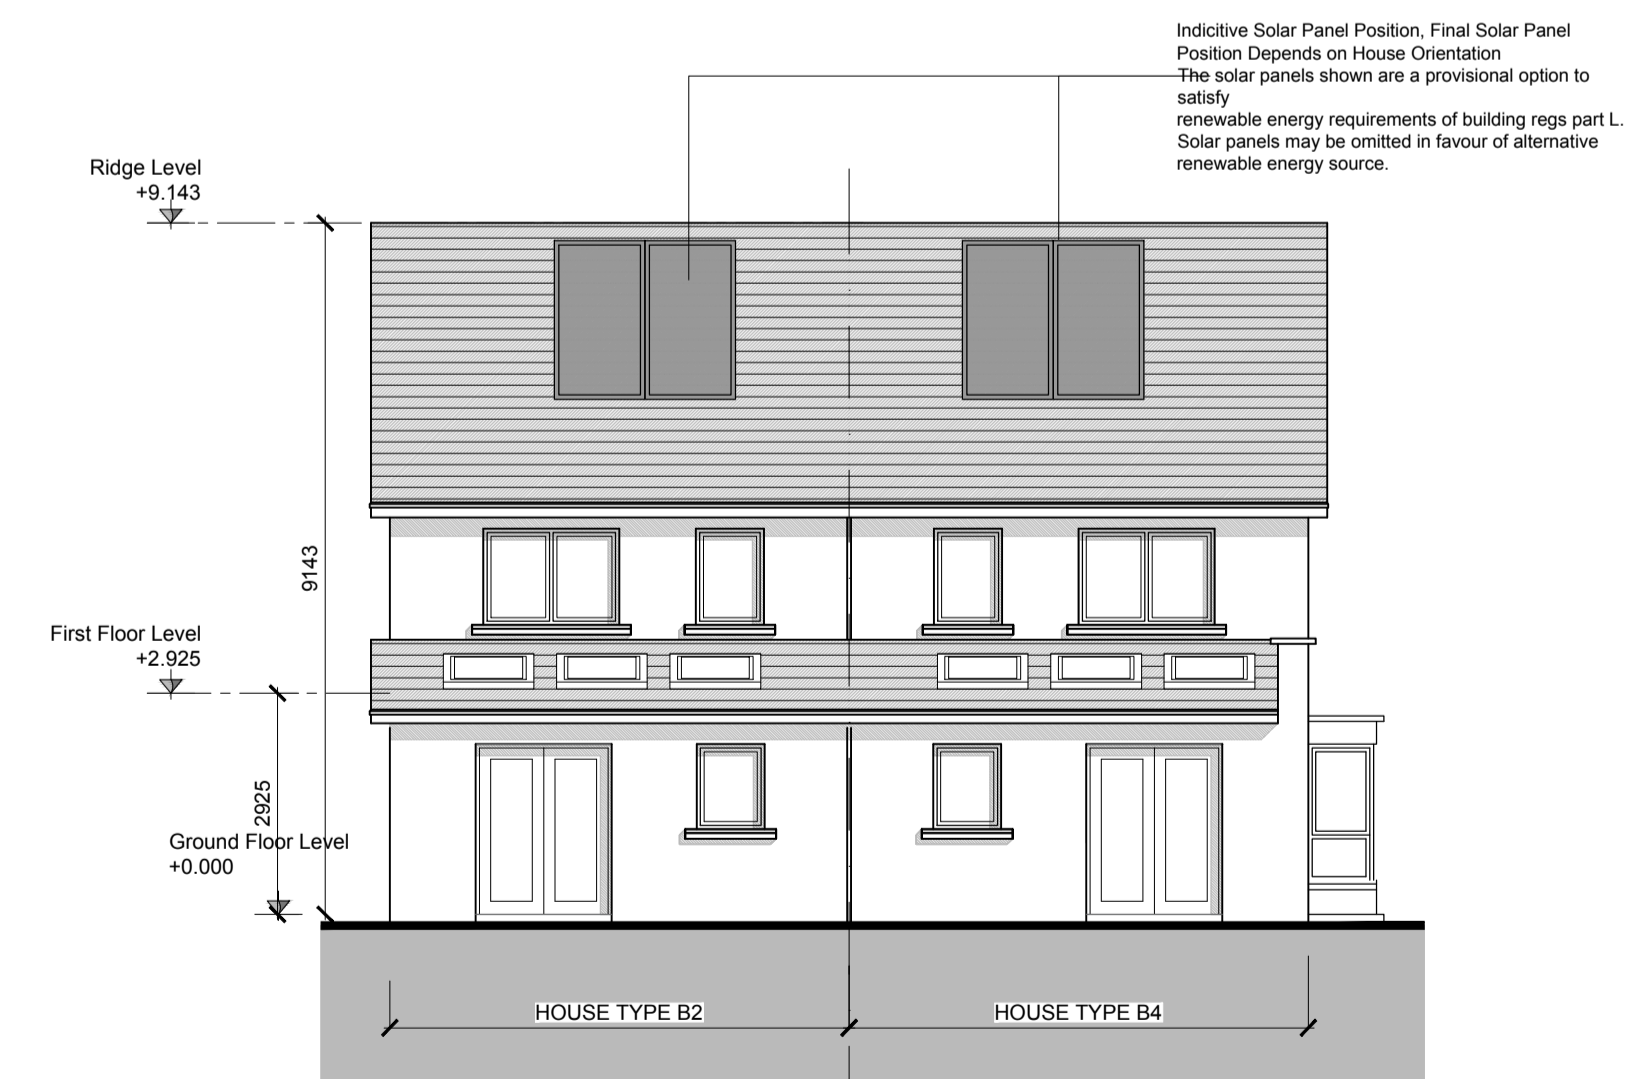 Indicitive Solar Panel Position, Final Solar Panel
Position Depends on House Orientation
The solar panels shown are a provisional option to
satisfy
renewable energy requirements of building regs part L.
Solar panels may be omitted in favour of alternative
renewable energy source.
Ridge Level
+9.143
9143
First Floor Level
+2.925
2925
Ground Floor Level
+0.000
HOUSE TYPE B2
HOUSE TYPE B4